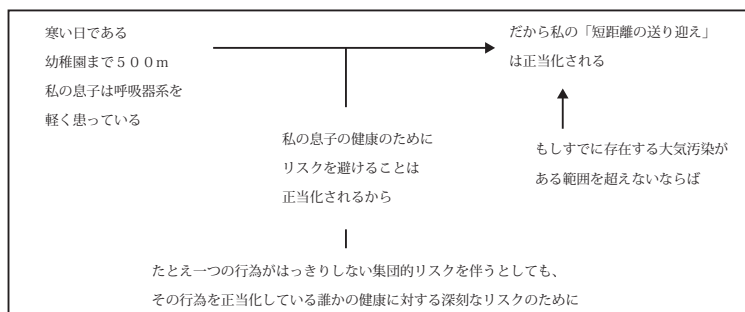 寒い日である
幼稚園まで５００ｍ
私の息子は呼吸器系を
軽く患っている
だから私の「短距離の送り迎え」
は正当化される
私の息子の健康のために
リスクを避けることは
正当化されるから
もしすでに存在する大気汚染が
ある範囲を超えないならば
たとえ一つの行為がはっきりしない集団的リスクを伴うとしても、
その行為を正当化している誰かの健康に対する深刻なリスクのために